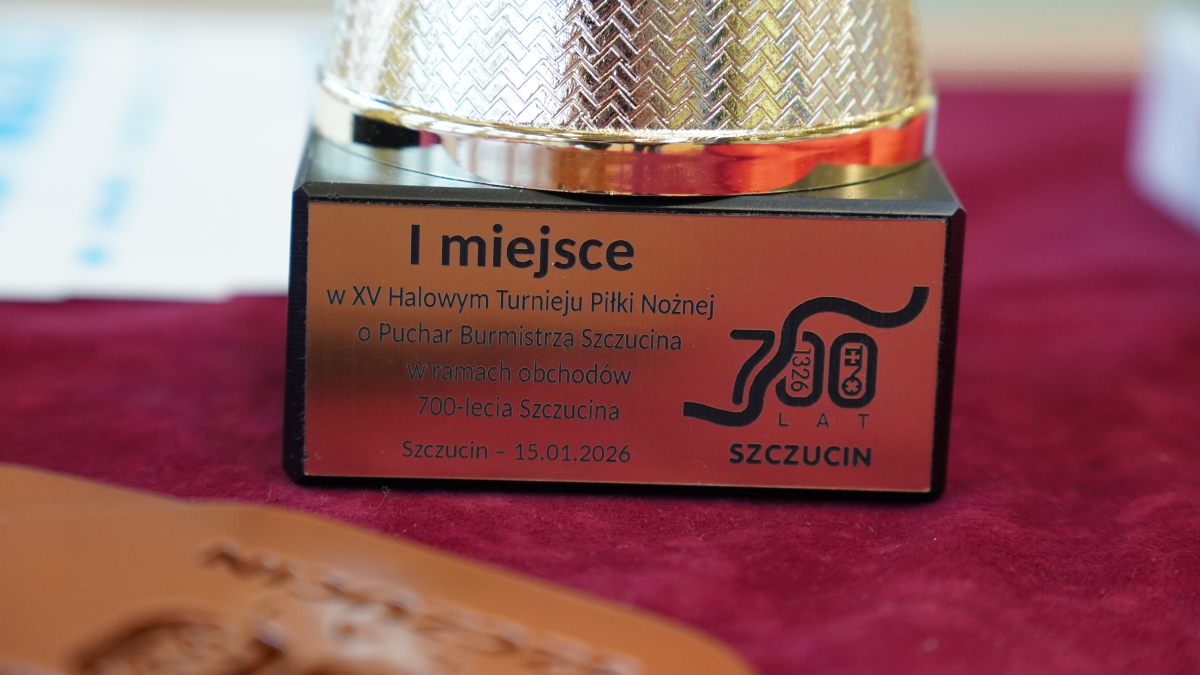 I miejsce
w XV Halowym Turnieju Piłki Nożnej
o Puchar Burmistrza Szczucina
w ramach obchodów
700-lecia Szczucina
Szczucin – 15.01.2026
700
1326
LAT
SZCZUCIN